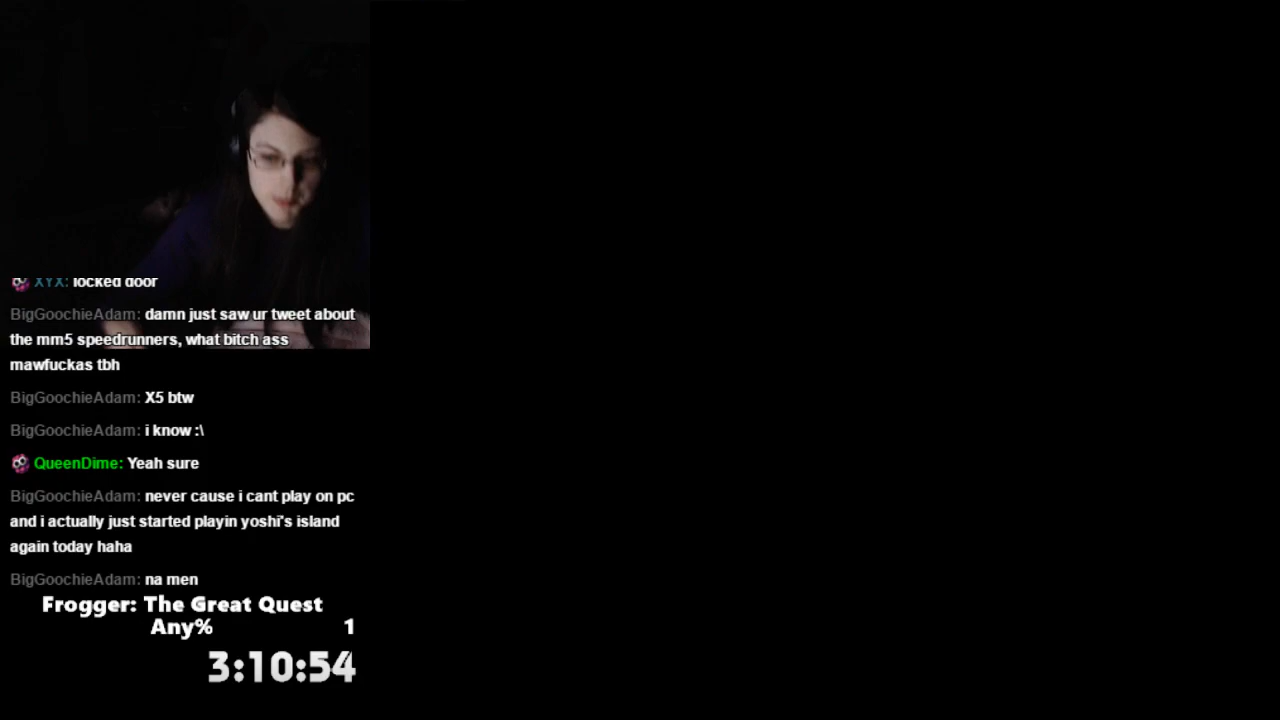 XYX: locked door
BigGoochieAdam: damn just saw ur tweet about
the mm5 speedrunners, what bitch ass
mawfuckas tbh
BigGoochieAdam: X5 btw
BigGoochieAdam: i know :\
QueenDime: Yeah sure
BigGoochieAdam: never cause i cant play on pc
and i actually just started playin yoshi's island
again today haha
BigGoochieAdam: na men
Frogger: The Great Quest
Any% 1
3:10:54